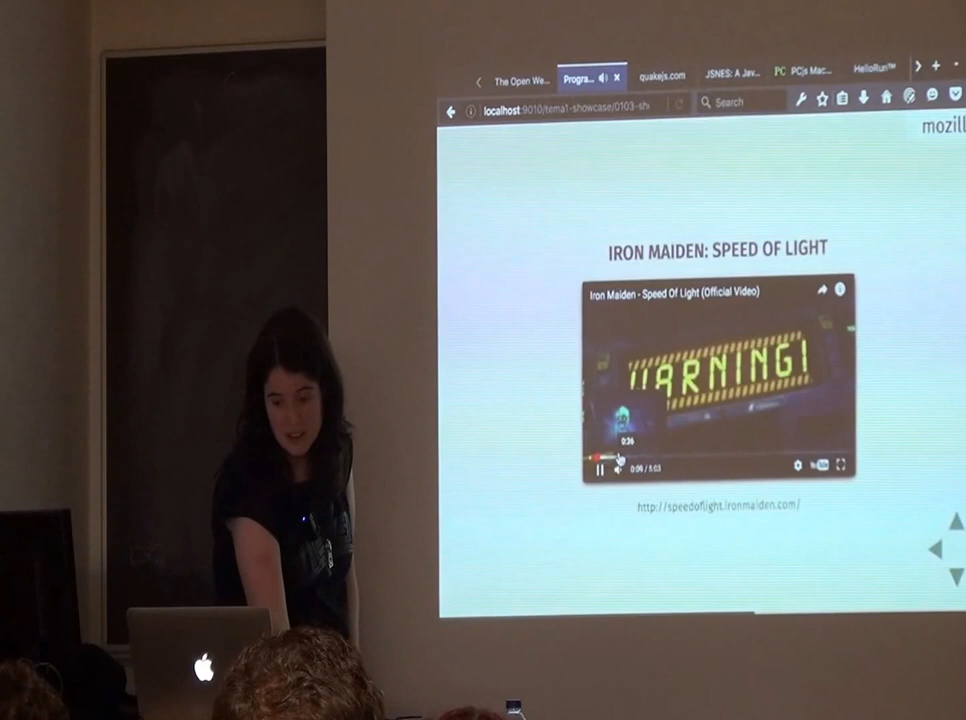 The Open We...
Progra...
quakejs.com
JSNES: A Jav...
PCjs Mac...
HelloRun™
localhost:9010/tema1-showcase/0103-sh
Search
mozill
IRON MAIDEN: SPEED OF LIGHT
Iron Maiden - Speed Of Light (Official Video)
WARNING!
0:36
0:09 / 5:03
http://speedoflight.ironmaiden.com/